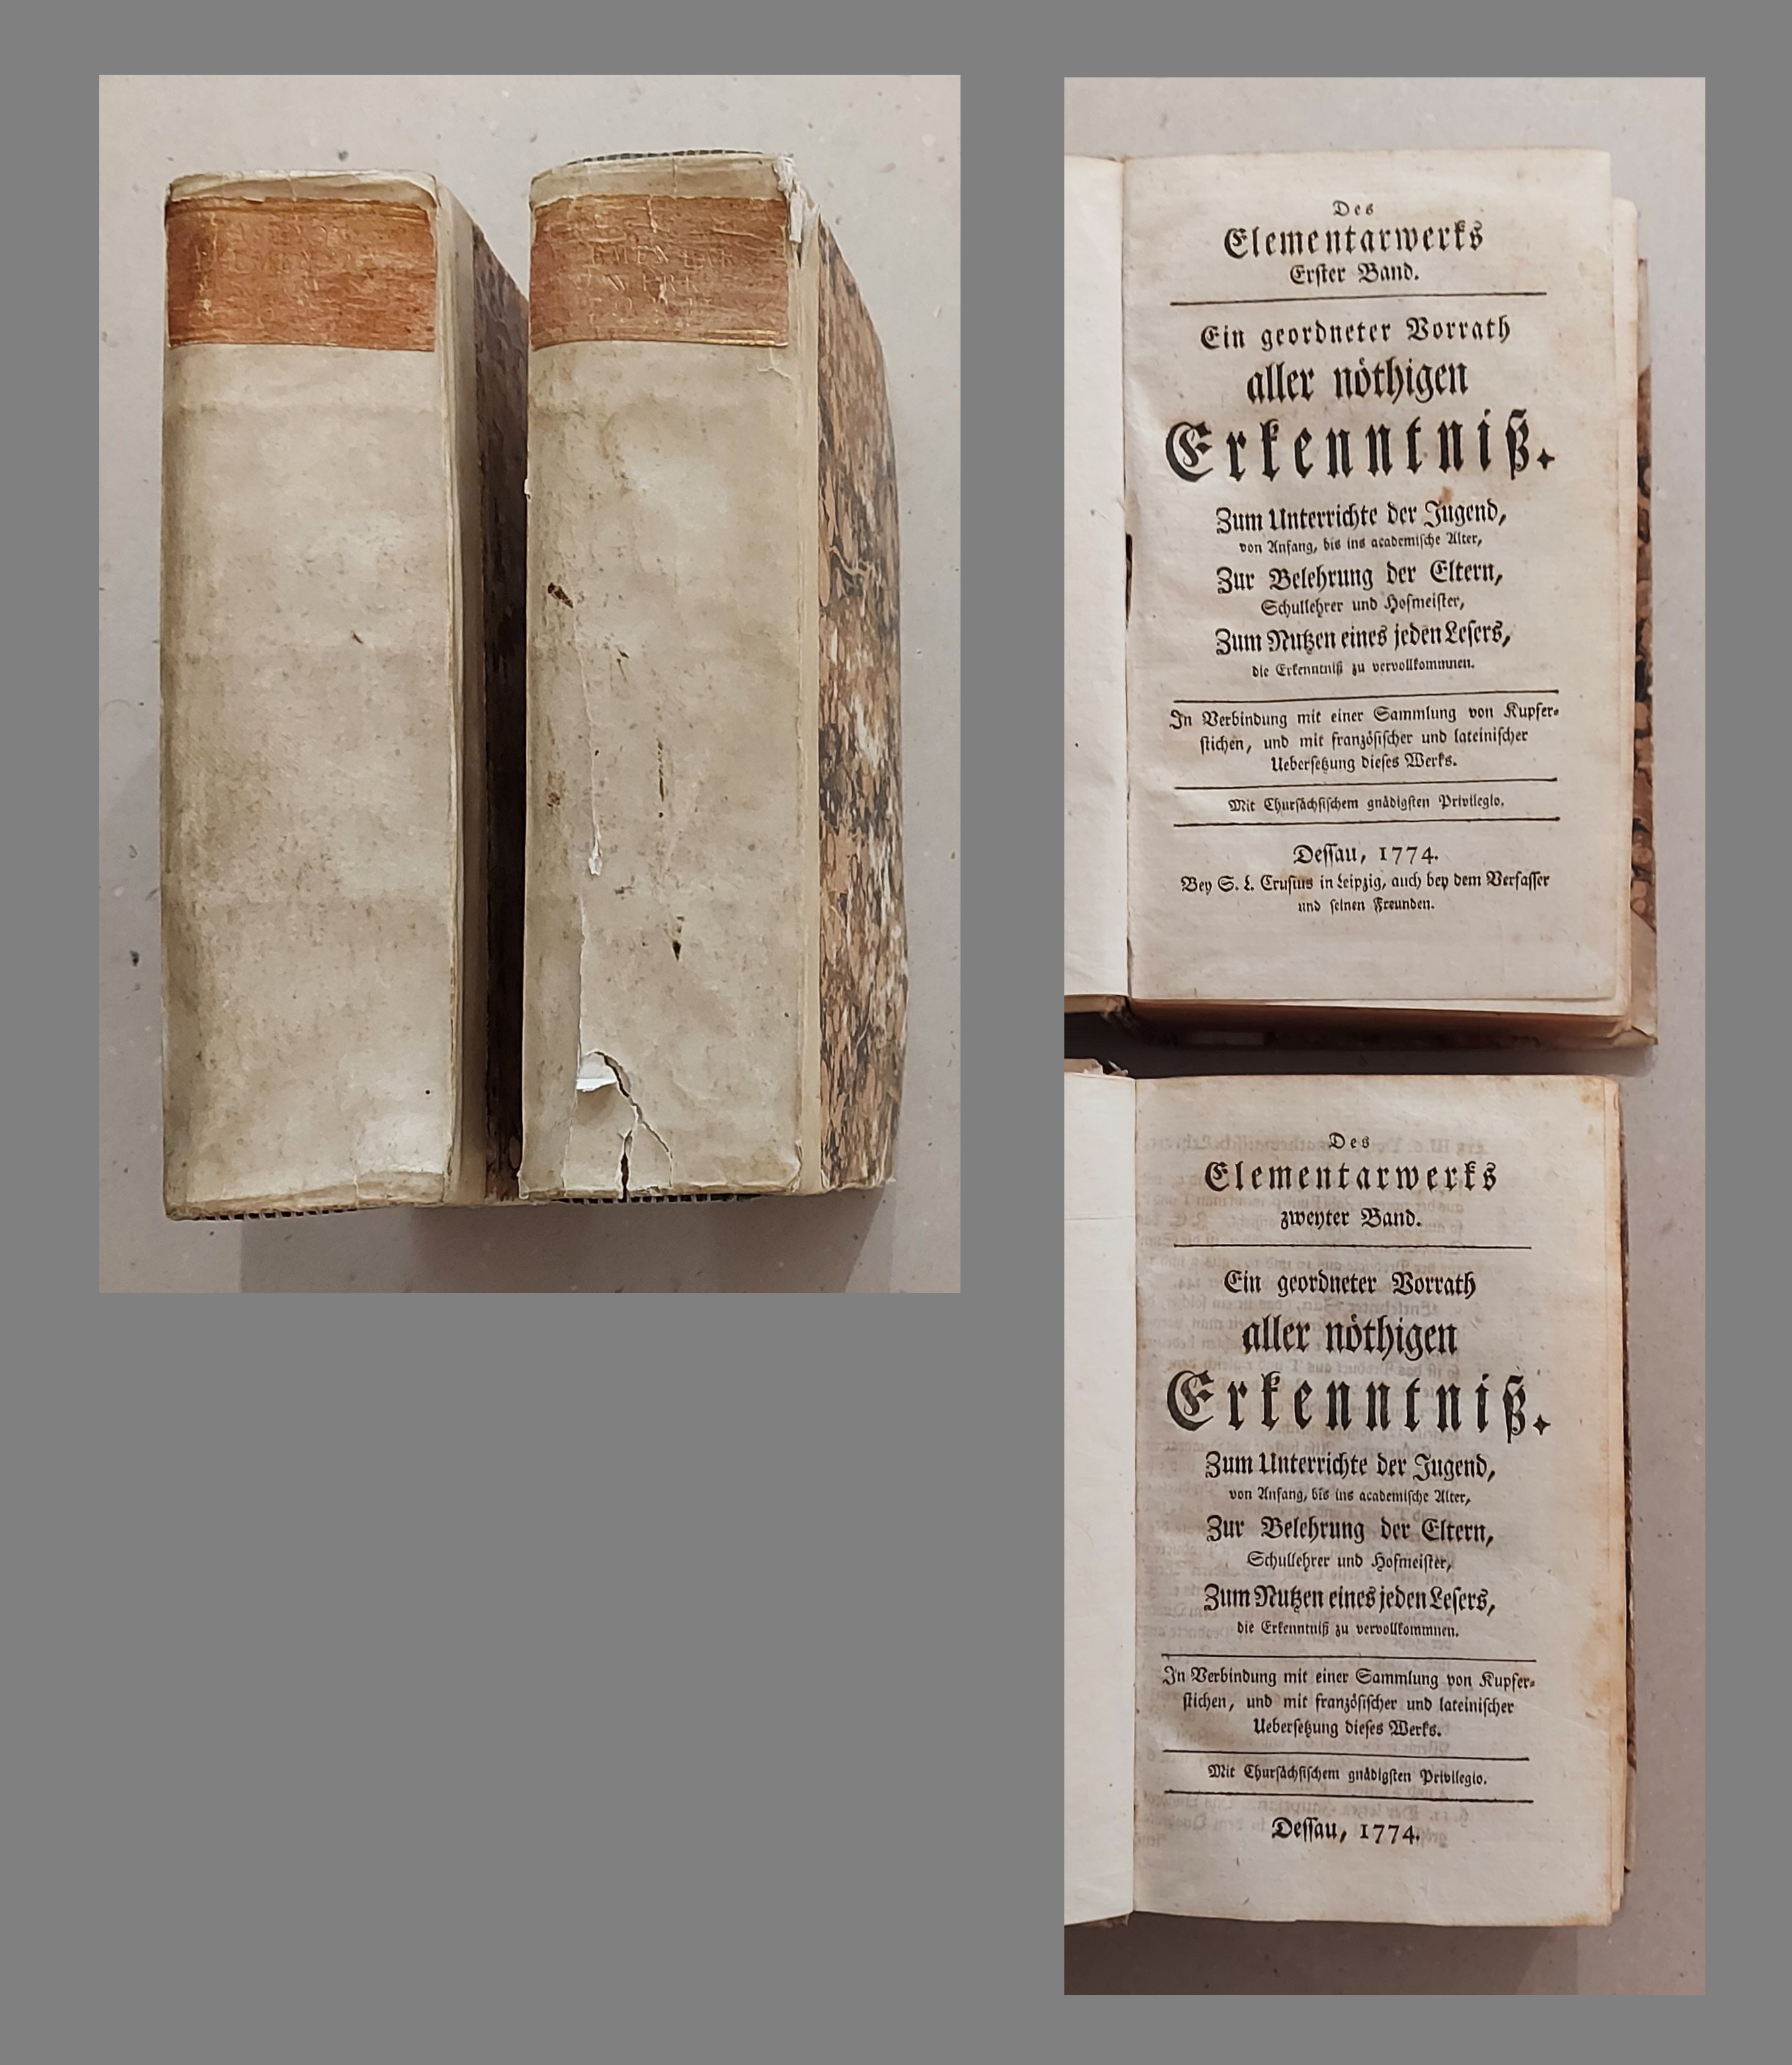 Des
Elementarwerks
Erster Band.
Ein geordneter Vorrath
aller nöthigen
Erkenntniß.
Zum Unterrichte der Jugend,
von Anfang, bis ins academische Alter,
Zur Belehrung der Eltern,
Schullehrer und Hofmeister,
Zum Nutzen eines jeden Lesers,
die Erkenntniß zu vervollkommnen.
In Verbindung mit einer Sammlung von Kupfer-
stichen, und mit französischer und lateinischer
Uebersetzung dieses Werks.
Mit Chursächsischem gnädigsten Privilegio.
Dessau, 1774.
Bey S. L. Crusius in Leipzig, auch bey dem Verfasser
und seinen Freunden.
Des
Elementarwerks
zweyter Band.
Ein geordneter Vorrath
aller nöthigen
Erkenntniß.
Zum Unterrichte der Jugend,
von Anfang, bis ins academische Alter,
Zur Belehrung der Eltern,
Schullehrer und Hofmeister,
Zum Nutzen eines jeden Lesers,
die Erkenntniß zu vervollkommnen.
In Verbindung mit einer Sammlung von Kupfer-
stichen, und mit französischer und lateinischer
Uebersetzung dieses Werks.
Mit Chursächsischem gnädigsten Privilegio.
Dessau, 1774.